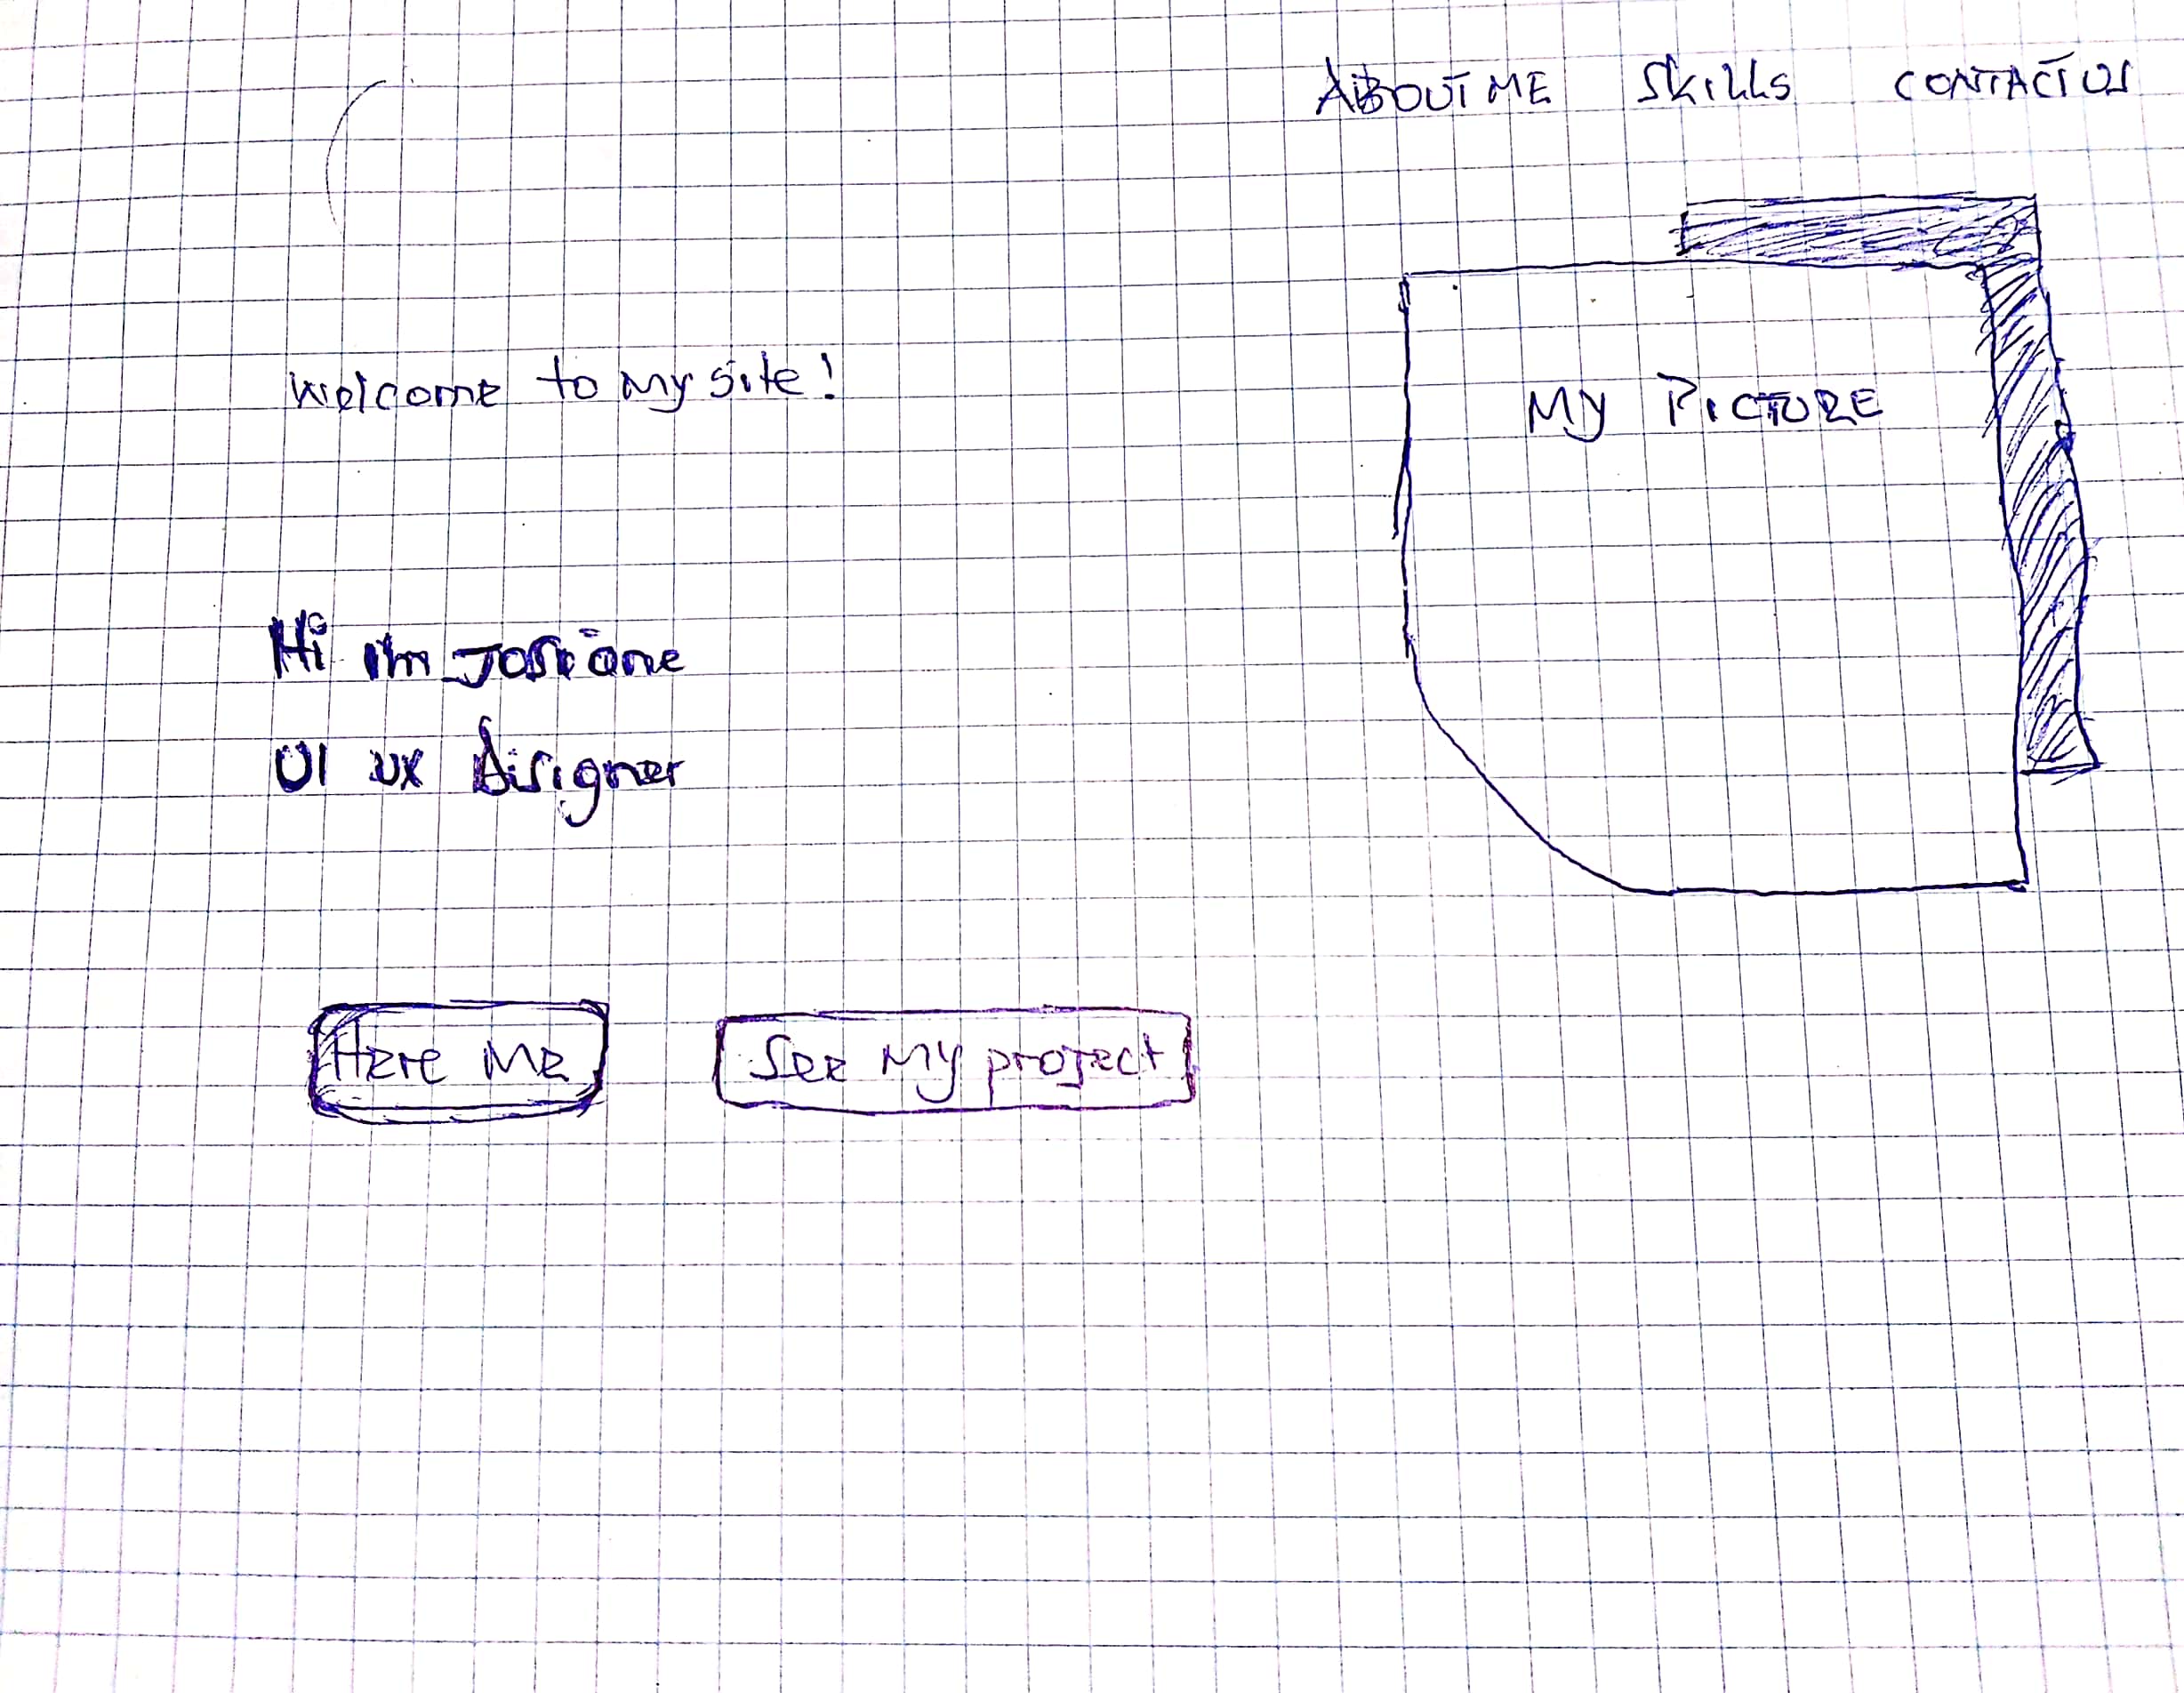 ABOUT ME Skills CONTACT US
welcome to my site!
My PICTURE
Hi I'm Josiane
UI UX Disigner
Here Me
See My project